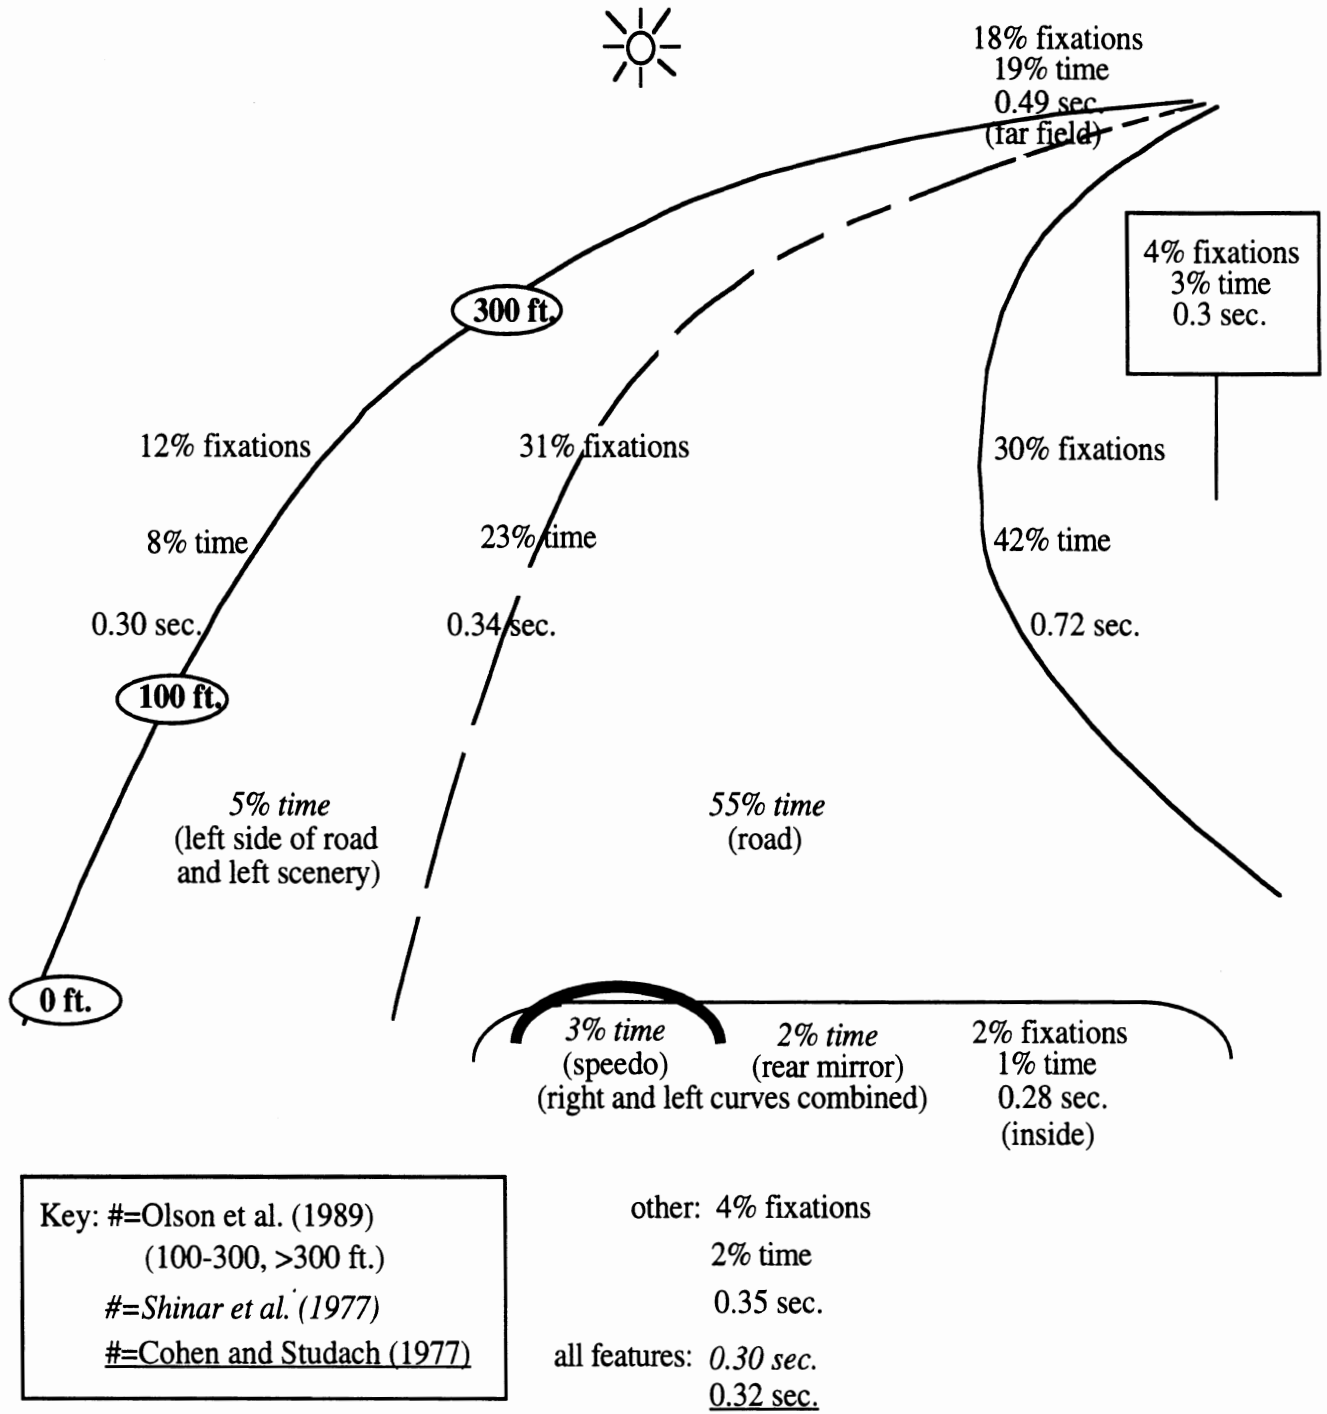 18% fixations
19% time
0.49 sec.
(far field)
4% fixations
3% time
0.3 sec.
300 ft.
12% fixations
31% fixations
30% fixations
8% time
23% time
42% time
0.30 sec.
0.34 sec.
0.72 sec.
100 ft.
5% time
(left side of road
and left scenery)
55% time
(road)
0 ft.
3% time
(speedo)
2% time
(rear mirror)
(right and left curves combined)
2% fixations
1% time
0.28 sec.
(inside)
Key: #=Olson et al. (1989)
(100-300, >300 ft.)
#=Shinar et al. (1977)
#=Cohen and Studach (1977)
other: 4% fixations
2% time
0.35 sec.
all features: 0.30 sec.
0.32 sec.